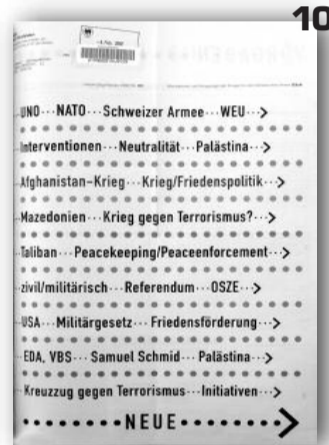 10
UNO···NATO···Schweizer Armee···WEU···>
Interventionen···Neutralität···Palästina···>
Afghanistan-Krieg···Krieg/Friedenspolitik···>
Mazedonien···Krieg gegen Terrorismus?···>
Taliban···Peacekeeping/Peaceenforcement···>
zivil/militärisch···Referendum···OSZE···>
USA···Militärgesetz···Friedensförderung···>
EDA, VBS···Samuel Schmid···Palästina···>
Kreuzzug gegen Terrorismus···Initiativen···>
NEUE